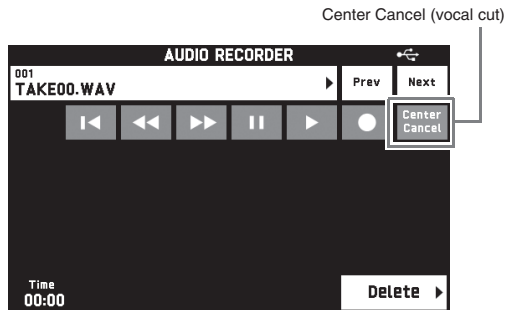 Center Cancel (vocal cut)
AUDIO RECORDER
001
TAKE00.WAV
Prev
Next
Center
Cancel
Time
00:00
Delete